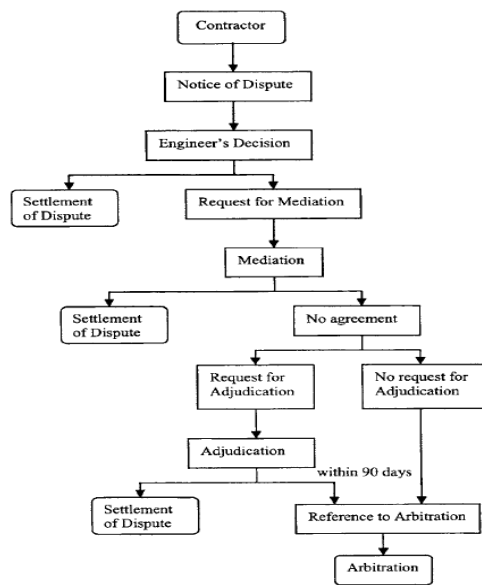 Contractor
Notice of Dispute
Engineer's Decision
Settlement
of Dispute
Request for Mediation
Mediation
Settlement
of Dispute
No agreement
Request for
Adjudication
No request for
Adjudication
Adjudication
within 90 days
Settlement
of Dispute
Reference to Arbitration
Arbitration